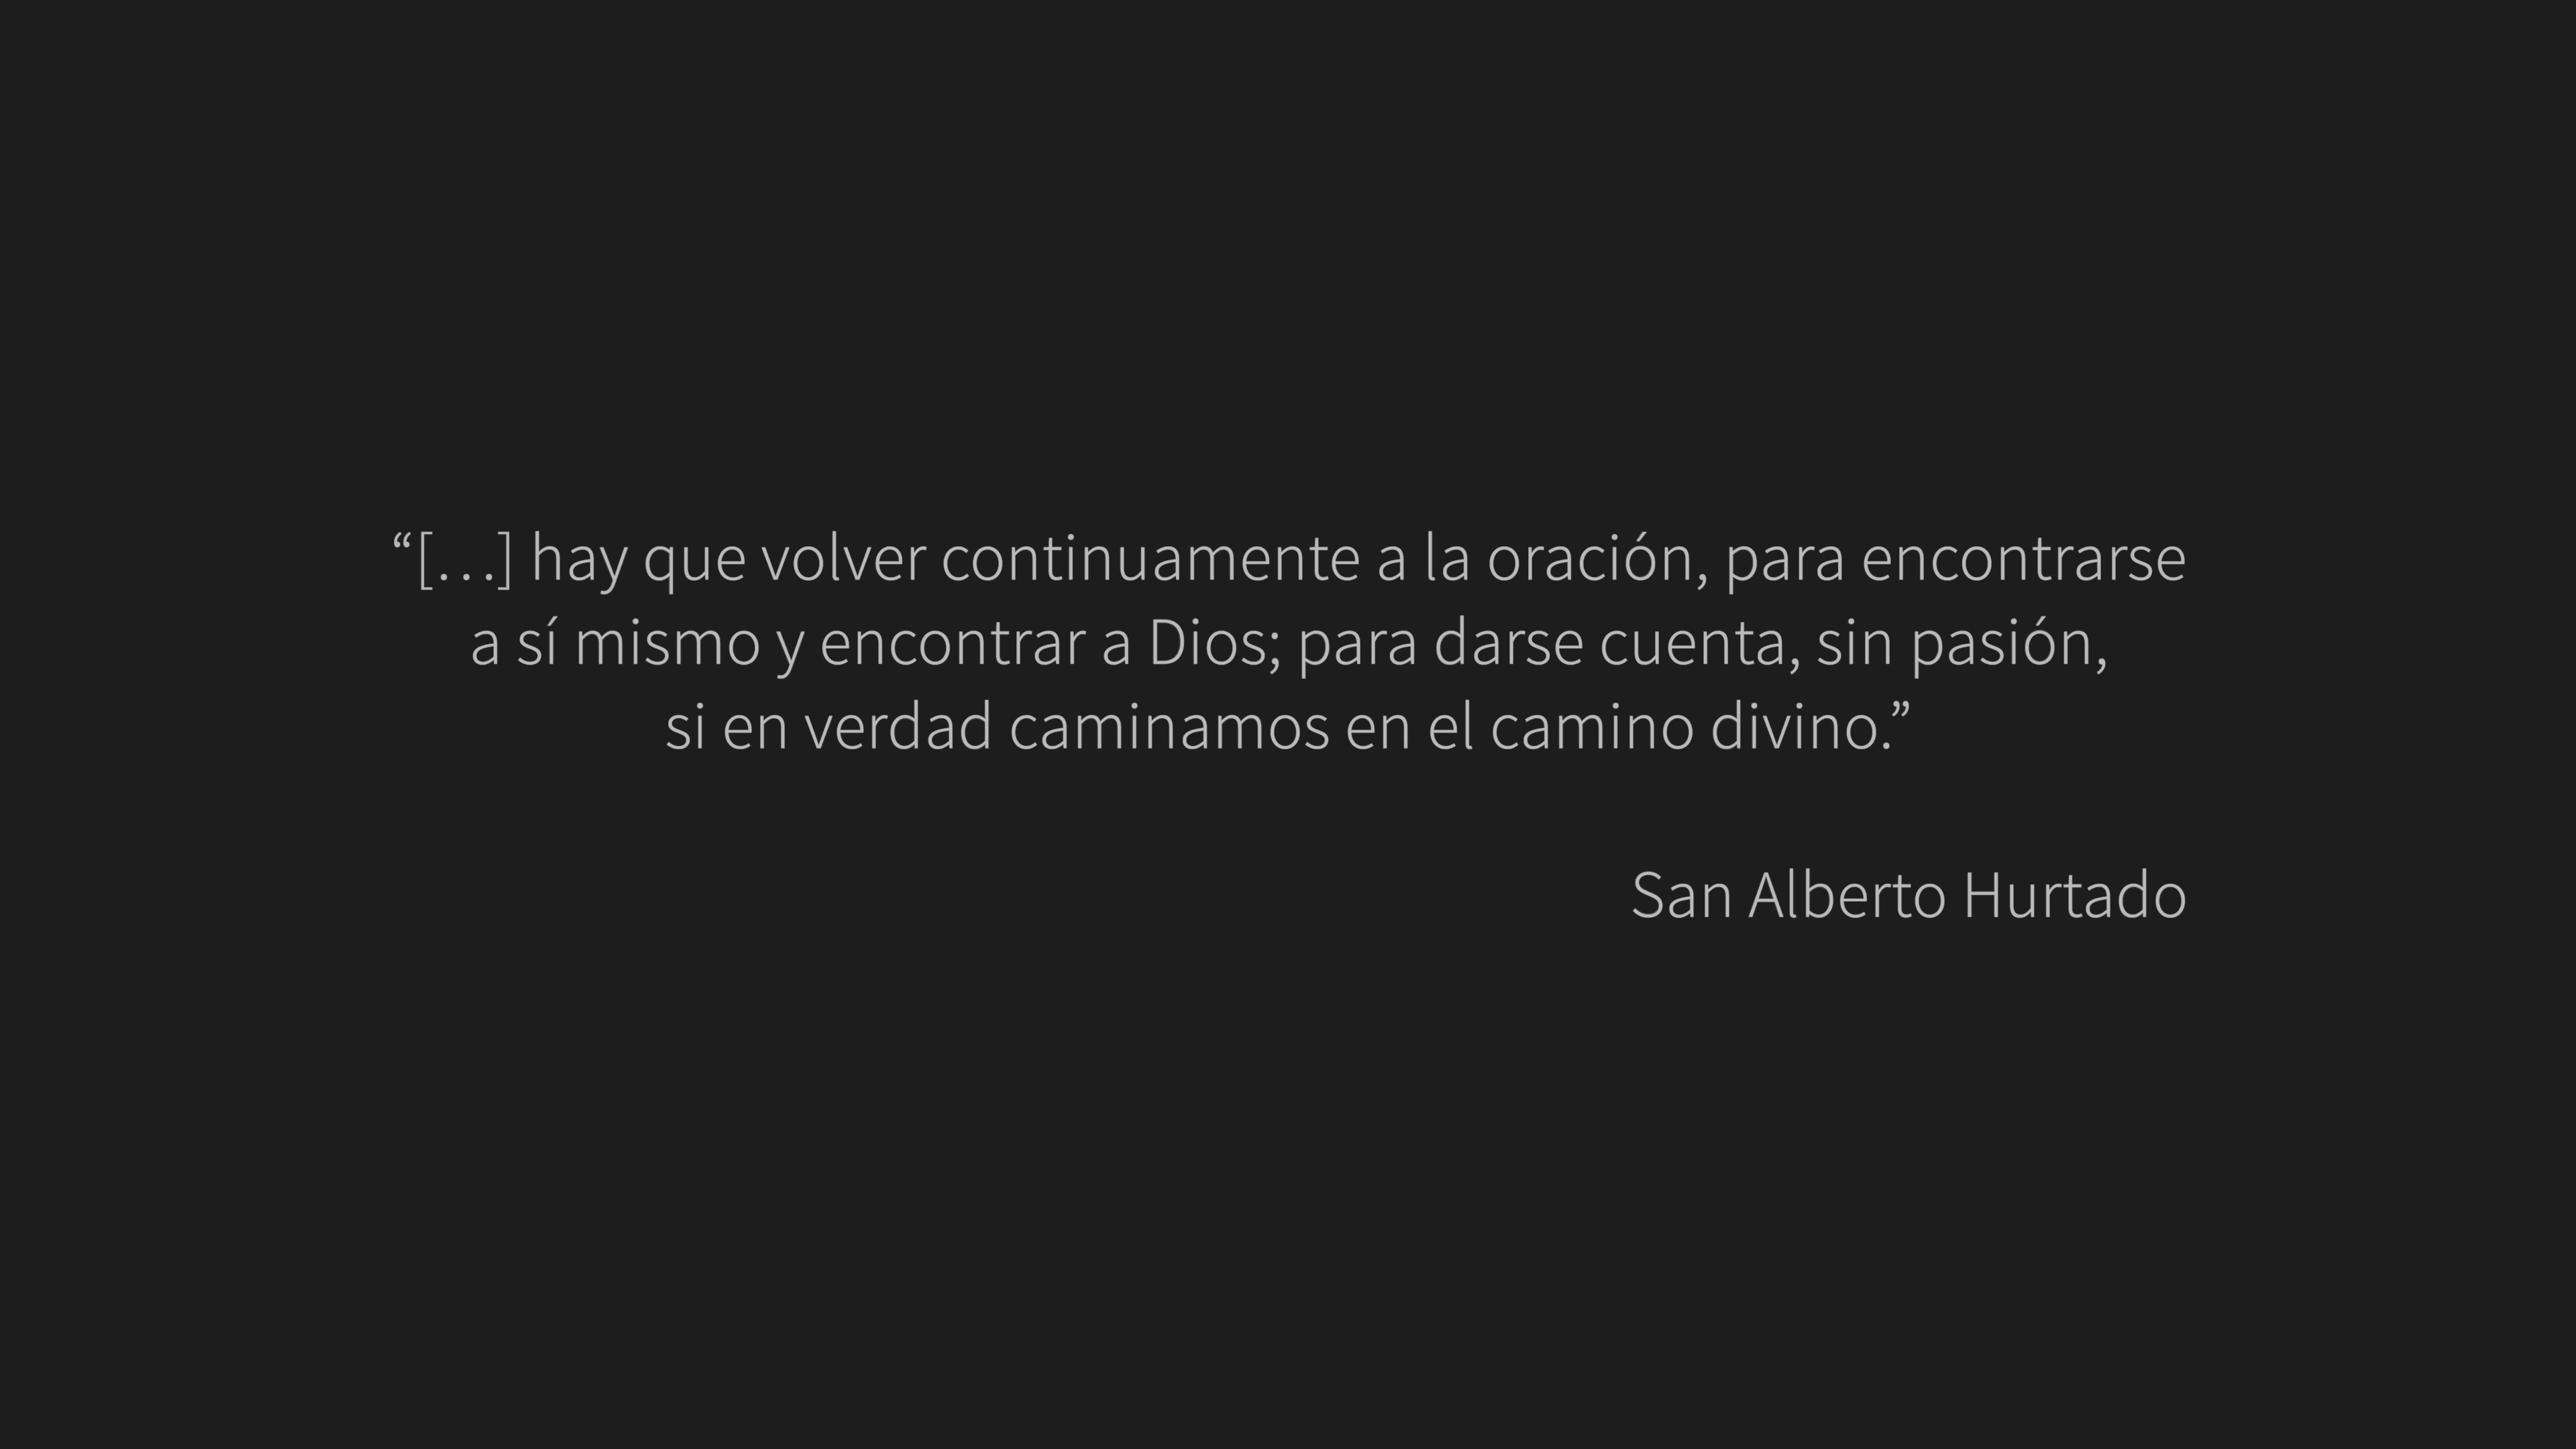 “[…] hay que volver continuamente a la oración, para encontrarse
a sí mismo y encontrar a Dios; para darse cuenta, sin pasión,
si en verdad caminamos en el camino divino.”
San Alberto Hurtado